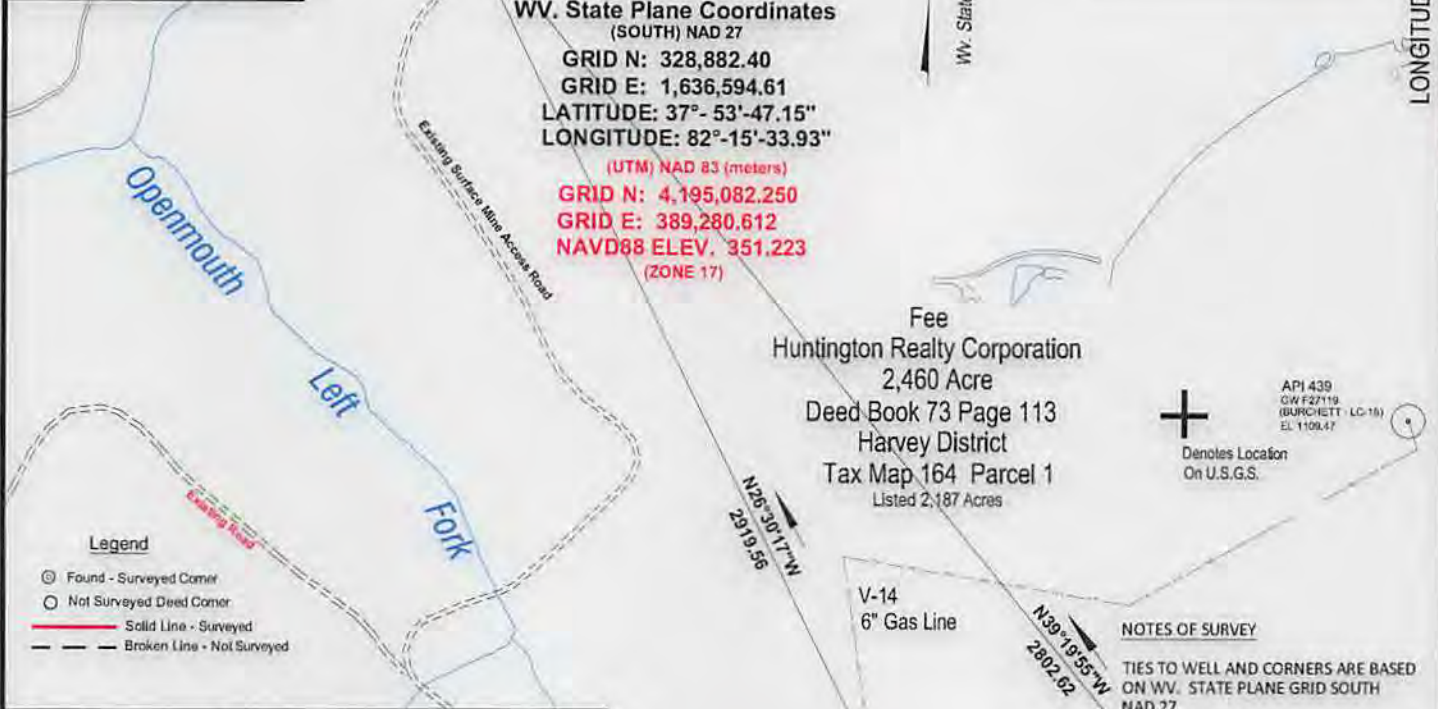 WV. State Plane Coordinates
(SOUTH) NAD 27
GRID N: 328,882.40
GRID E: 1,636,594.61
LATITUDE: 37°- 53'-47.15"
LONGITUDE: 82°-15'-33.93"
(UTM) NAD 83 (meters)
GRID N: 4,195,082.250
GRID E: 389,280.612
NAVD88 ELEV. 351.223
(ZONE 17)
Wv. State
LONGITUD
Existing Surface Mine Access Road
Openmouth
Left
Fork
Existing Road
Fee
Huntington Realty Corporation
2,460 Acre
Deed Book 73 Page 113
Harvey District
Tax Map 164 Parcel 1
Listed 2,187 Acres
Denotes Location
On U.S.G.S.
API 439
GW F27119
(BURCHETT - LC-16)
EL 1109.47
N26°30'17"W
2919.56
V-14
6" Gas Line
N39°19'55"W
2802.62
Legend
Found - Surveyed Corner
Not Surveyed Deed Corner
Solid Line - Surveyed
Broken Line - Not Surveyed
NOTES OF SURVEY
TIES TO WELL AND CORNERS ARE BASED
ON WV. STATE PLANE GRID SOUTH
NAD 27